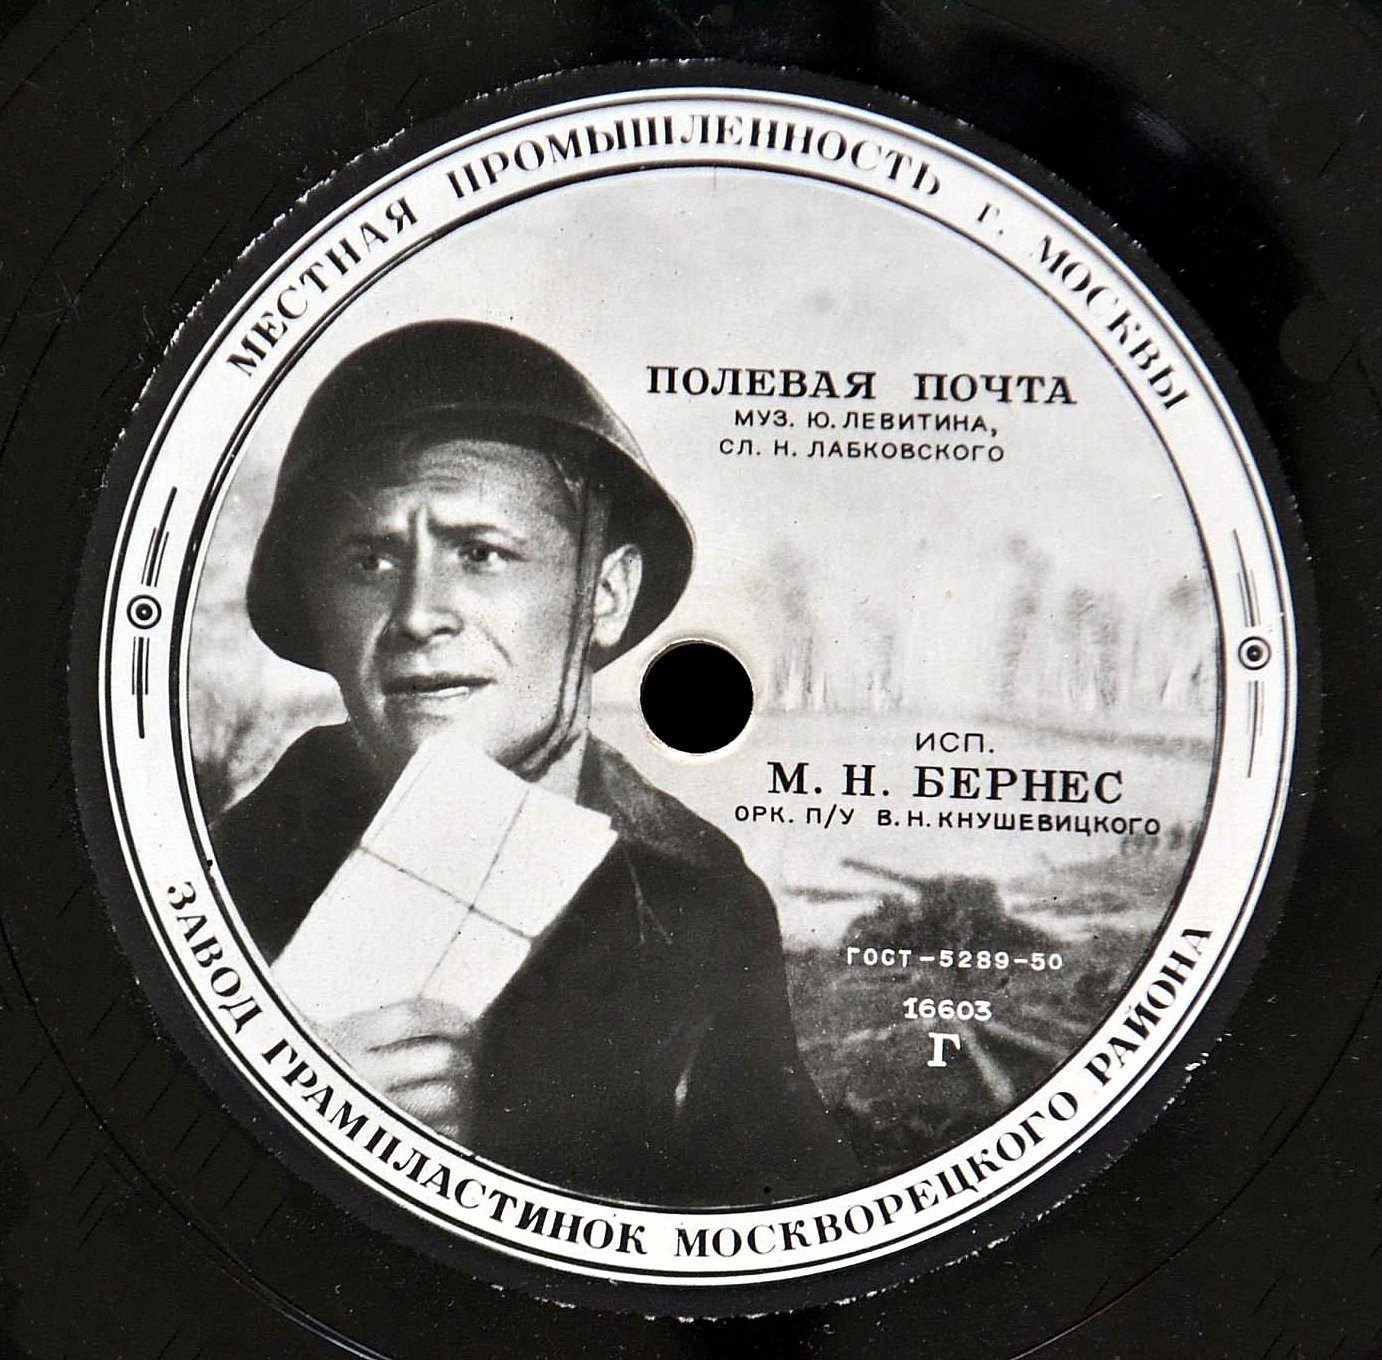 МЕСТНАЯ ПРОМЫШЛЕННОСТЬ Г. МОСКВЫ
ПОЛЕВАЯ ПОЧТА
МУЗ. Ю. ЛЕВИТИНА,
СЛ. Н. ЛАБКОВСКОГО
ИСП.
М. Н. БЕРНЕС
ОРК. П/У В. Н. КНУШЕВИЦКОГО
ГОСТ-5289-50
16603
Г
ЗАВОД ГРАМПЛАСТИНОК МОСКВОРЕЦКОГО РАЙОНА